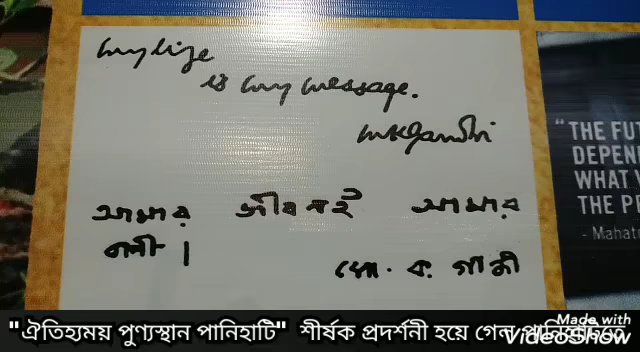 my life
is my message.
mkgandhi
আমার জীবনই আমার
বাণী।
মো. ক. গান্ধী
"THE FUT
DEPEN
WHAT
THE P
- Mahatr
"ঐতিহ্যময় পুণ্যস্থান পানিহাটি" শীর্ষক প্রদর্শনী হয়ে গেল পানিহাটিতে
Made with
VideoShow